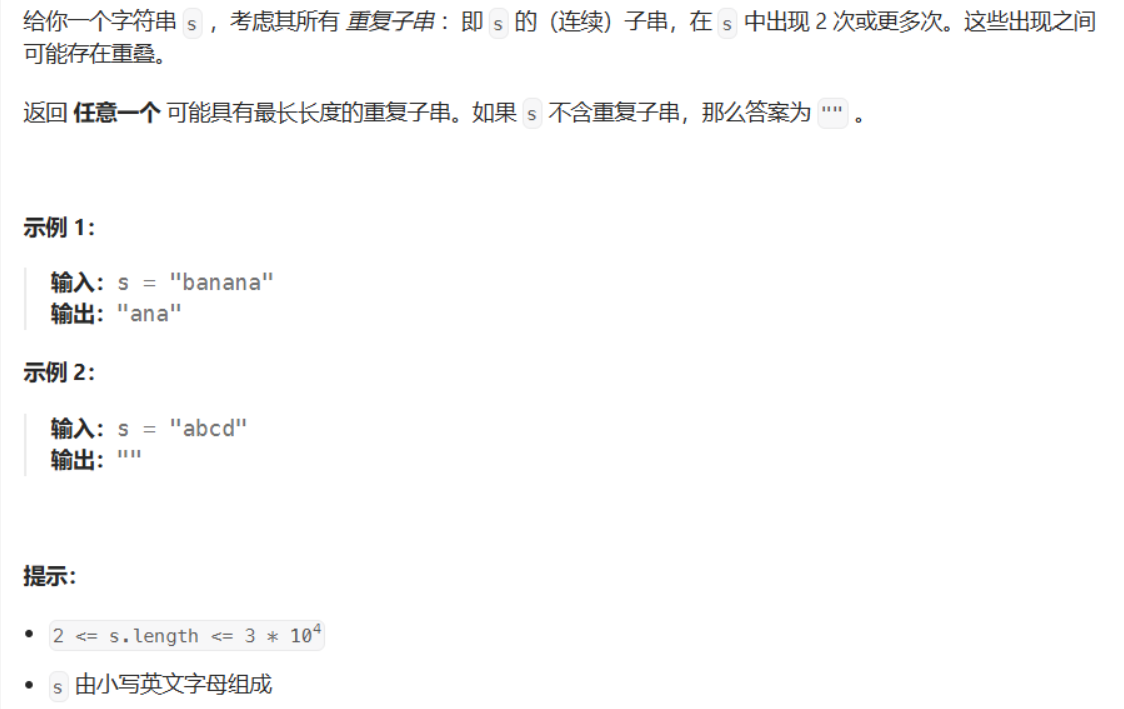 给你一个字符串 s ，考虑其所有 重复子串 ：即 s 的（连续）子串，在 s 中出现 2 次或更多次。这些出现之间
可能存在重叠。
返回 任意一个 可能具有最长长度的重复子串。如果 s 不含重复子串，那么答案为 "" 。
示例 1：
输入：s = "banana"
输出："ana"
示例 2：
输入：s = "abcd"
输出：""
提示：
• 2 <= s.length <= 3 * 10⁴
• s 由小写英文字母组成